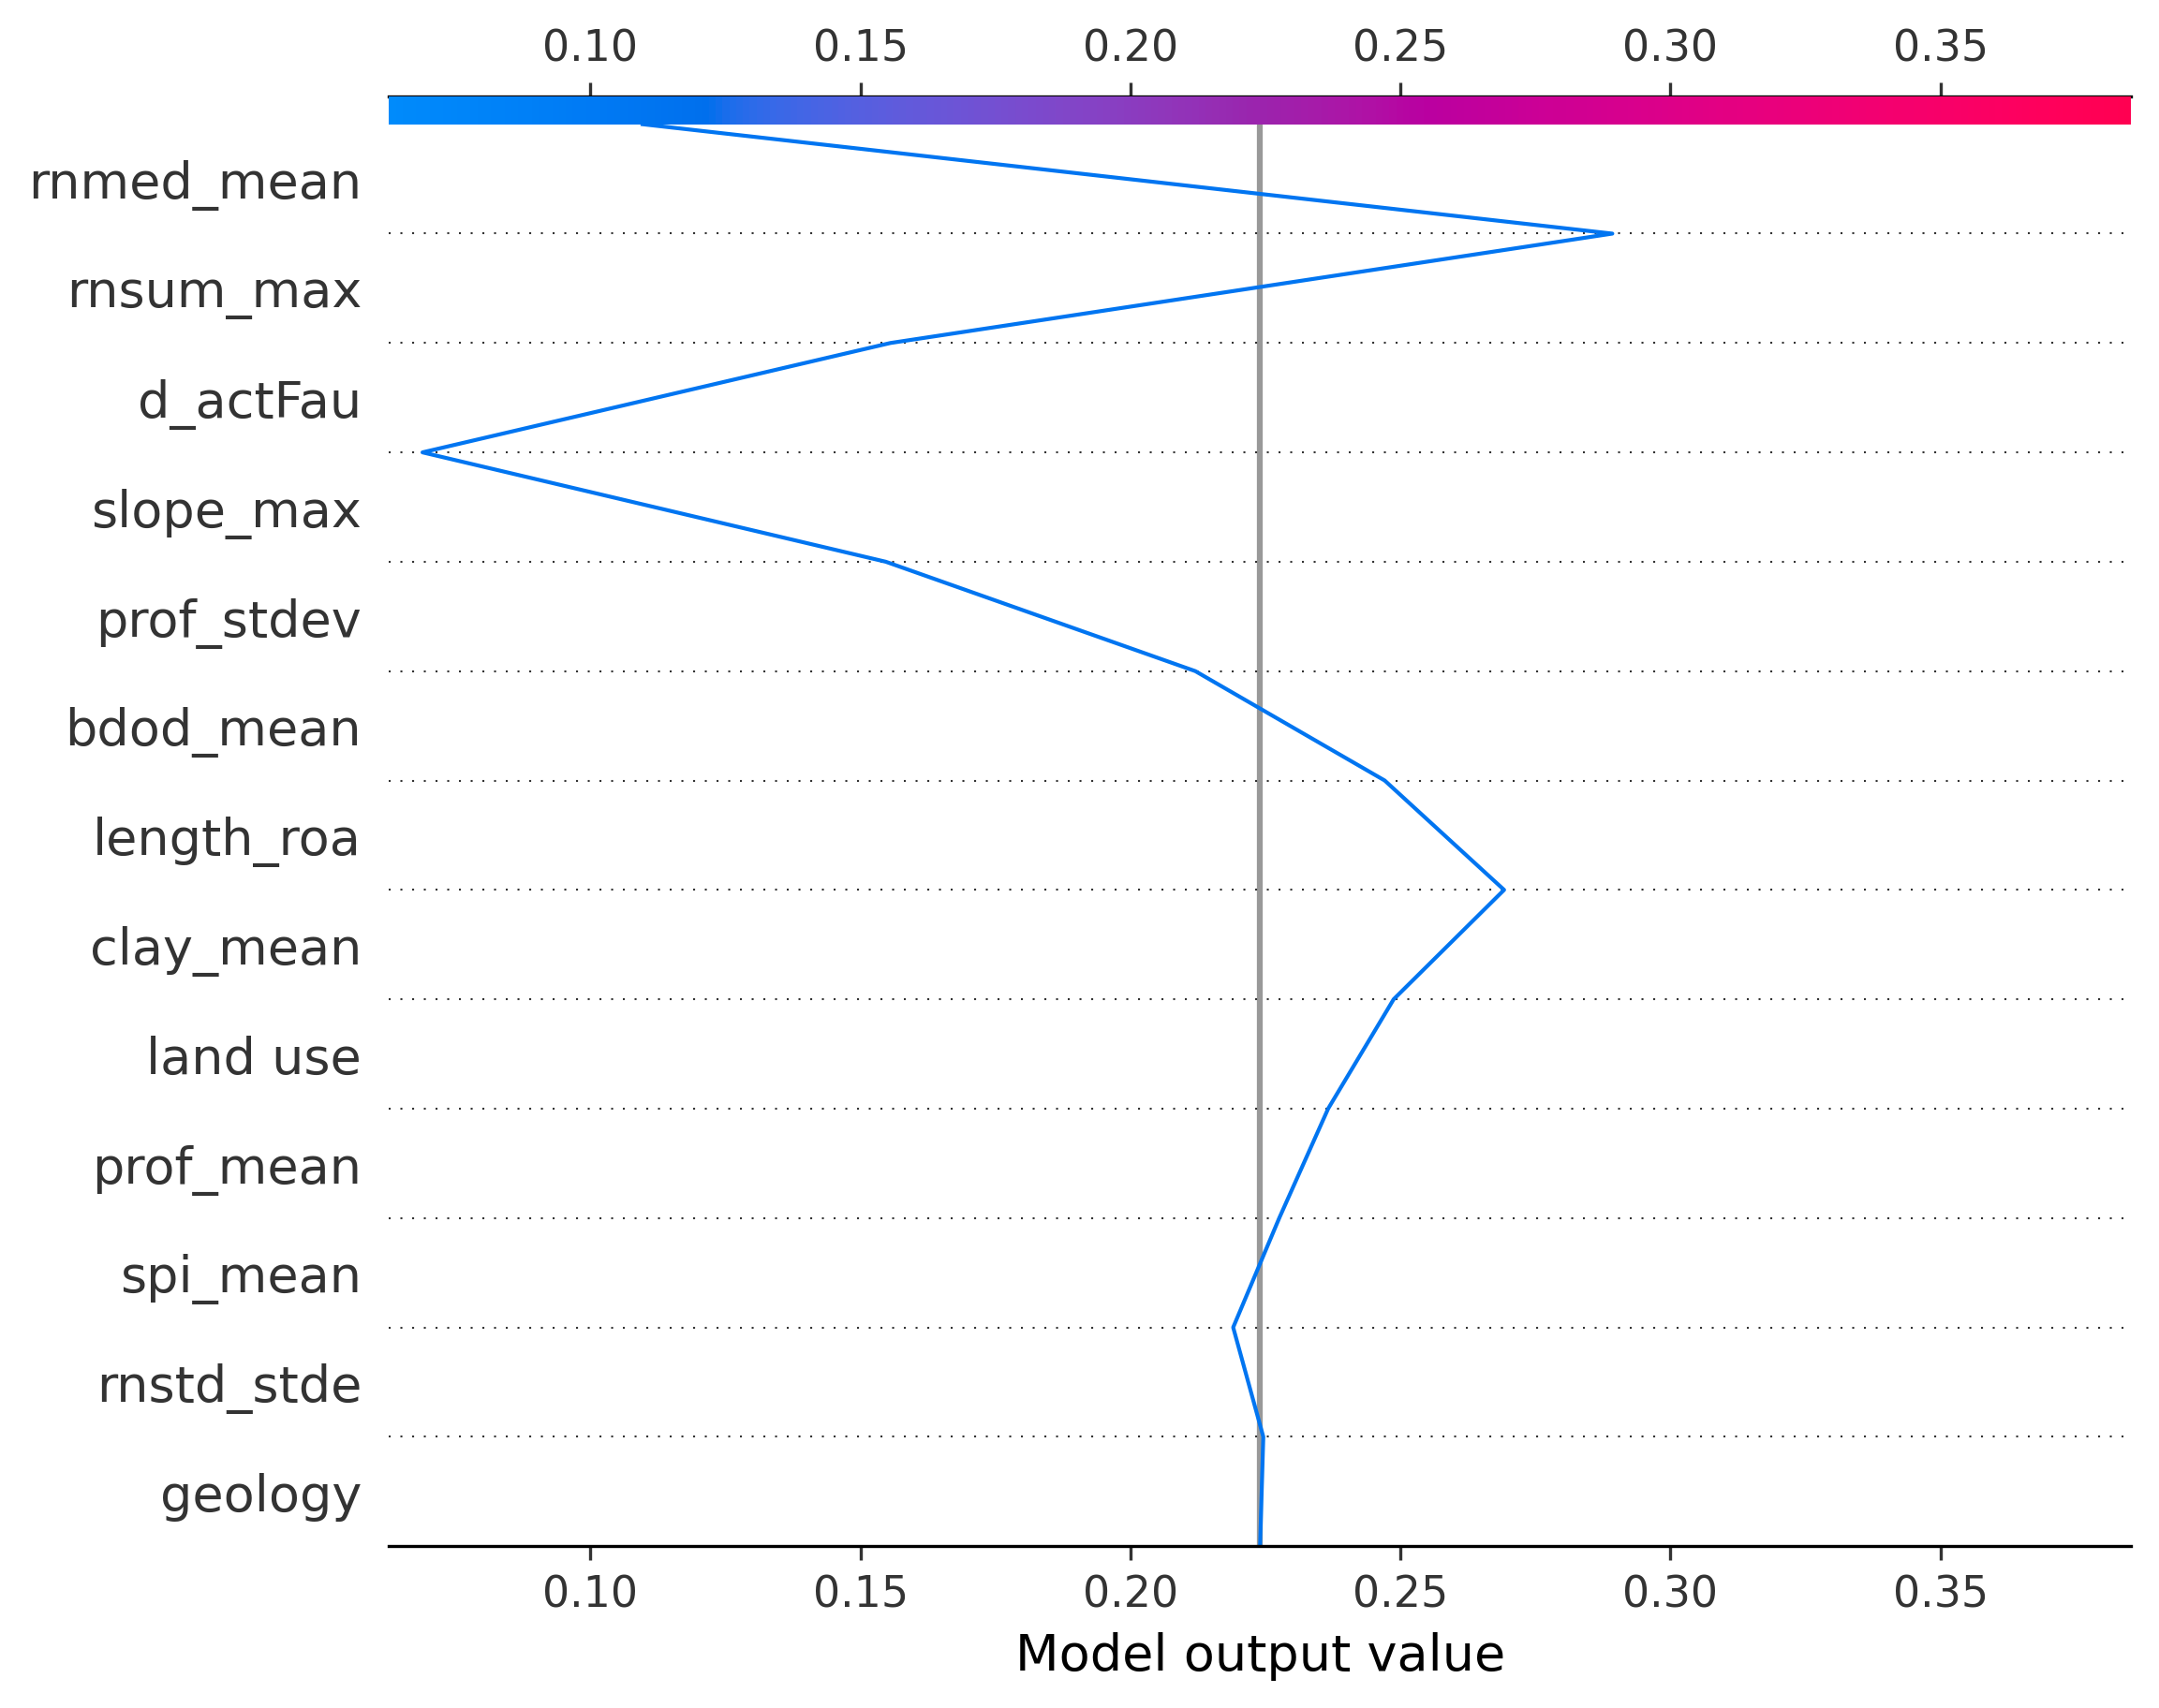 0.10 0.15 0.20 0.25 0.30 0.35
rnmed_mean
rnsum_max
d_actFau
slope_max
prof_stdev
bdod_mean
length_roa
clay_mean
land use
prof_mean
spi_mean
rnstd_stde
geology
0.10 0.15 0.20 0.25 0.30 0.35
Model output value